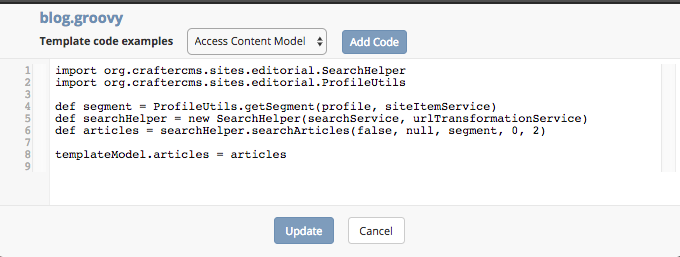 blog.groovy
Template code examples Access Content Model Add Code
1 import org.craftercms.sites.editorial.SearchHelper
2 import org.craftercms.sites.editorial.ProfileUtils
3
4 def segment = ProfileUtils.getSegment(profile, siteItemService)
5 def searchHelper = new SearchHelper(searchService, urlTransformationService)
6 def articles = searchHelper.searchArticles(false, null, segment, 0, 2)
7
8 templateModel.articles = articles
9
Update Cancel